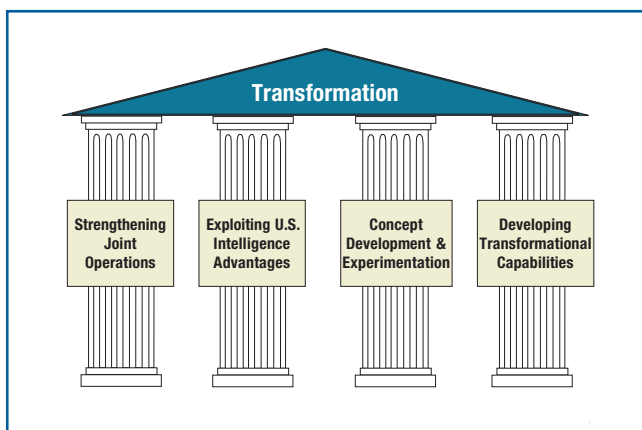 Transformation
Strengthening
Joint
Operations
Exploiting U.S.
Intelligence
Advantages
Concept
Development &
Experimentation
Developing
Transformational
Capabilities